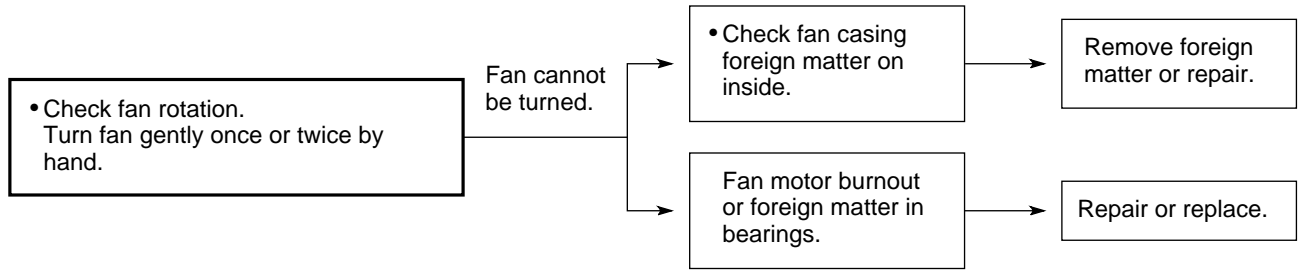 • Check fan rotation.
Turn fan gently once or twice by
hand.
Fan cannot
be turned.
• Check fan casing
foreign matter on
inside.
Remove foreign
matter or repair.
Fan motor burnout
or foreign matter in
bearings.
Repair or replace.